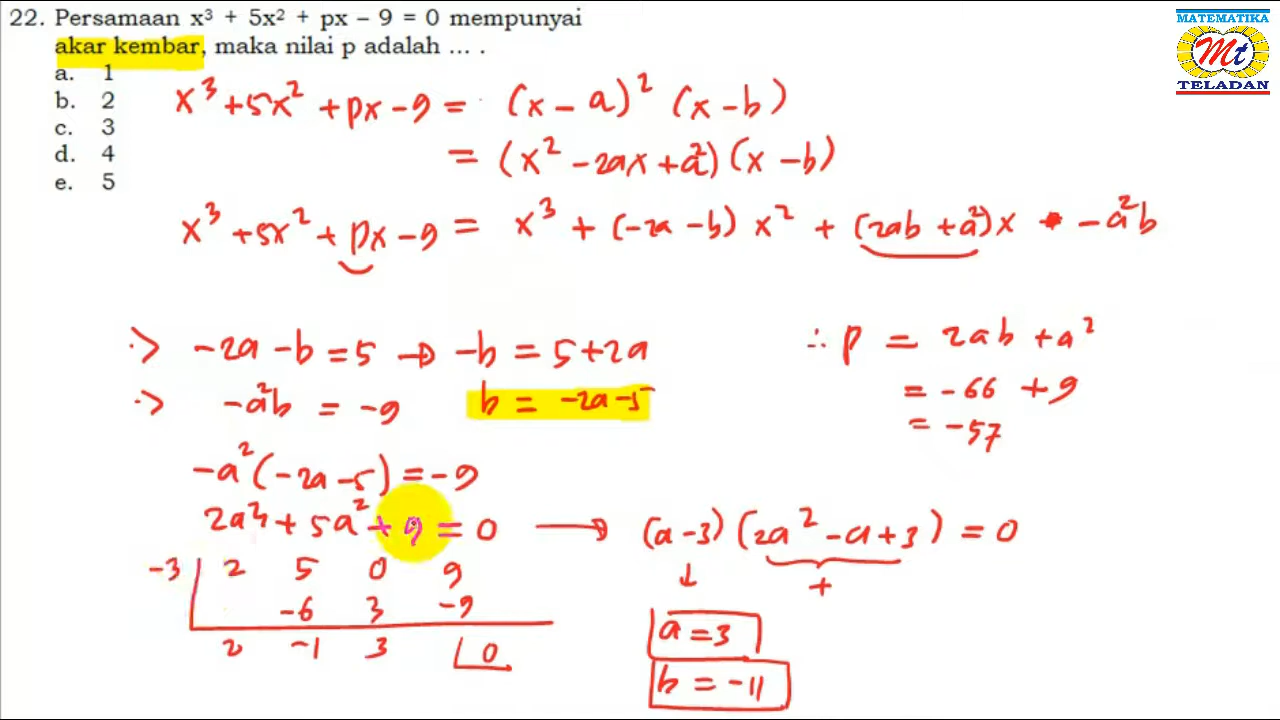 22. Persamaan x³ + 5x² + px – 9 = 0 mempunyai
akar kembar, maka nilai p adalah ... .
a. 1
b. 2
c. 3
d. 4
e. 5
MATEMATIKA
Mt
TELADAN
x³ + 5x² + px - 9 = (x - a)² (x - b)
= (x² - 2ax + a²) (x - b)
x³ + 5x² + px - 9 = x³ + (-2a - b) x² + (2ab + a²)x - a²b
-2a - b = 5 → -b = 5 + 2a
-a²b = -9 b = -2a - 5
-a² (-2a - 5) = -9
2a³ + 5a² + 9 = 0 → (a - 3) (2a² - a + 3) = 0
-3 | 2 5 0 9
-6 3 -9
2 -1 3 | 0
+
a = 3
b = -11
∴ p = 2ab + a²
= -66 + 9
= -57